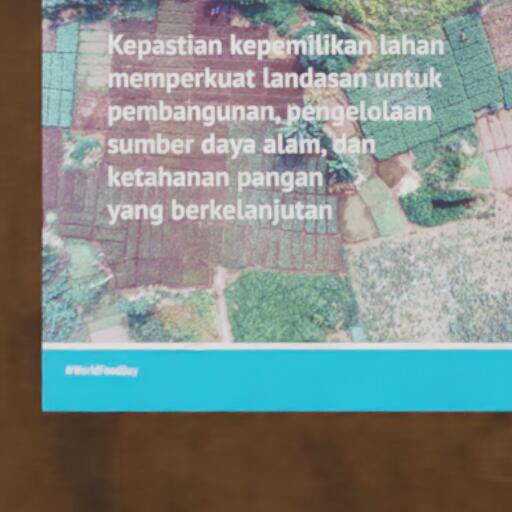 Kepastian kepemilikan lahan
memperkuat landasan untuk
pembangunan, pengelolaan
sumber daya alam, dan
ketahanan pangan
yang berkelanjutan
#WorldFoodDay